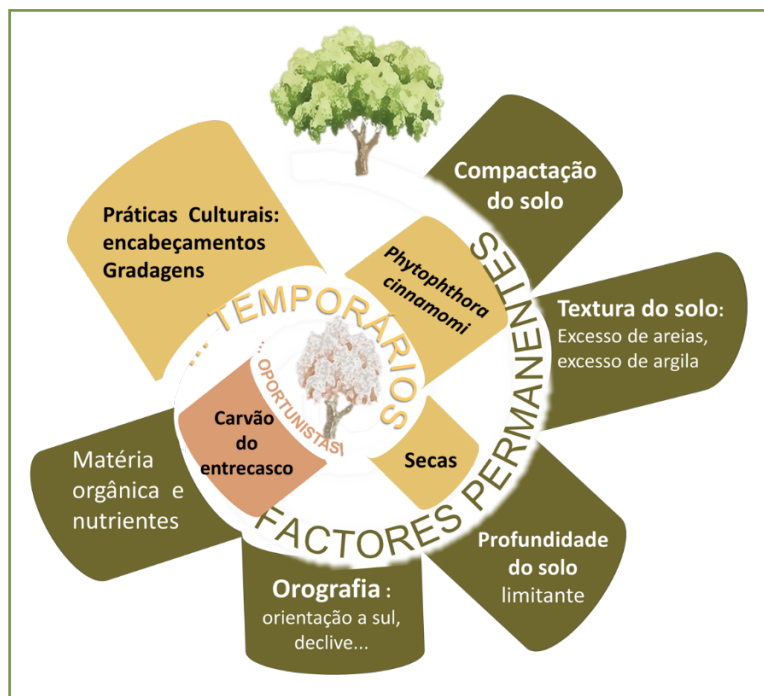 Compactação
do solo
Textura do solo:
Excesso de areias,
excesso de argila
Profundidade
do solo
limitante
Orografia :
orientação a sul,
declive...
Matéria
orgânica e
nutrientes
FACTORES PERMANENTES
Práticas Culturais:
encabeçamentos
Gradagens
Phytophthora
cinnamomi
Secas
... TEMPORÁRIOS
Carvão
do
entrecasco
... OPORTUNISTAS